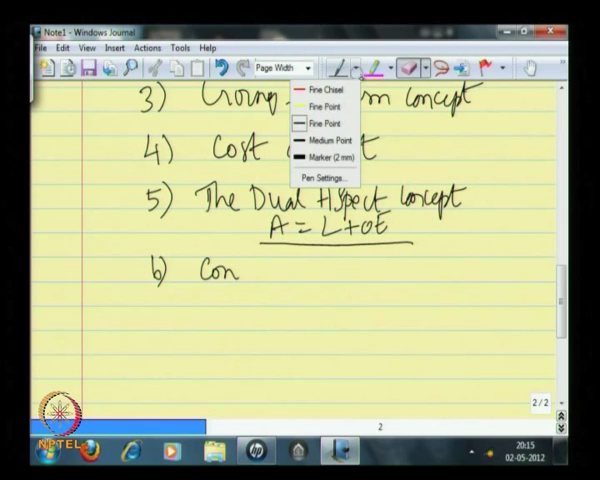 Note1 - Windows Journal
File Edit View Insert Actions Tools Help
Page Width
Fine Chisel
Fine Point
Fine Point
Medium Point
Marker (2 mm)
Pen Settings...
3) Going concept
4) Cost
5) The Dual Aspect Concept
A = L + OE
6) Con
2 / 2
2
NPTEL
20:15
02-05-2012